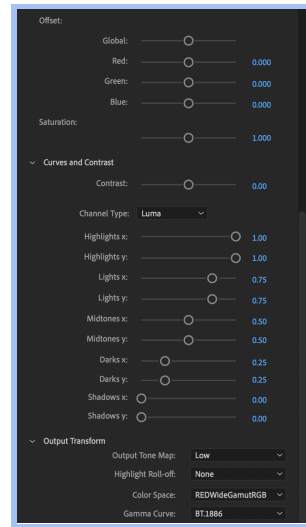 Offset:
Global:
Red: 0.000
Green: 0.000
Blue: 0.000
Saturation:
1.000
Curves and Contrast
Contrast: 0.00
Channel Type: Luma
Highlights x: 1.00
Highlights y: 1.00
Lights x: 0.75
Lights y: 0.75
Midtones x: 0.50
Midtones y: 0.50
Darks x: 0.25
Darks y: 0.25
Shadows x: 0.00
Shadows y: 0.00
Output Transform
Output Tone Map: Low
Highlight Roll-off: None
Color Space: REDWideGamutRGB
Gamma Curve: BT.1886